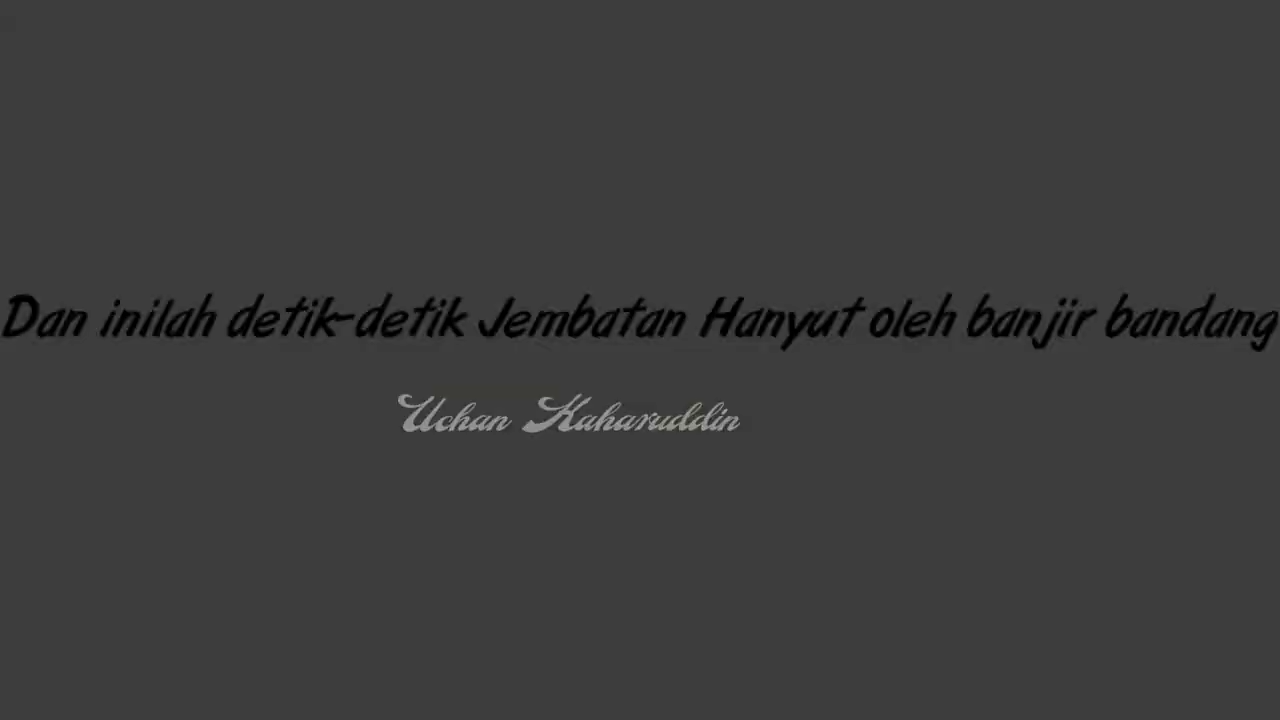 Dan inilah detik-detik Jembatan Hanyut oleh banjir bandang
Uchan Kaharuddin